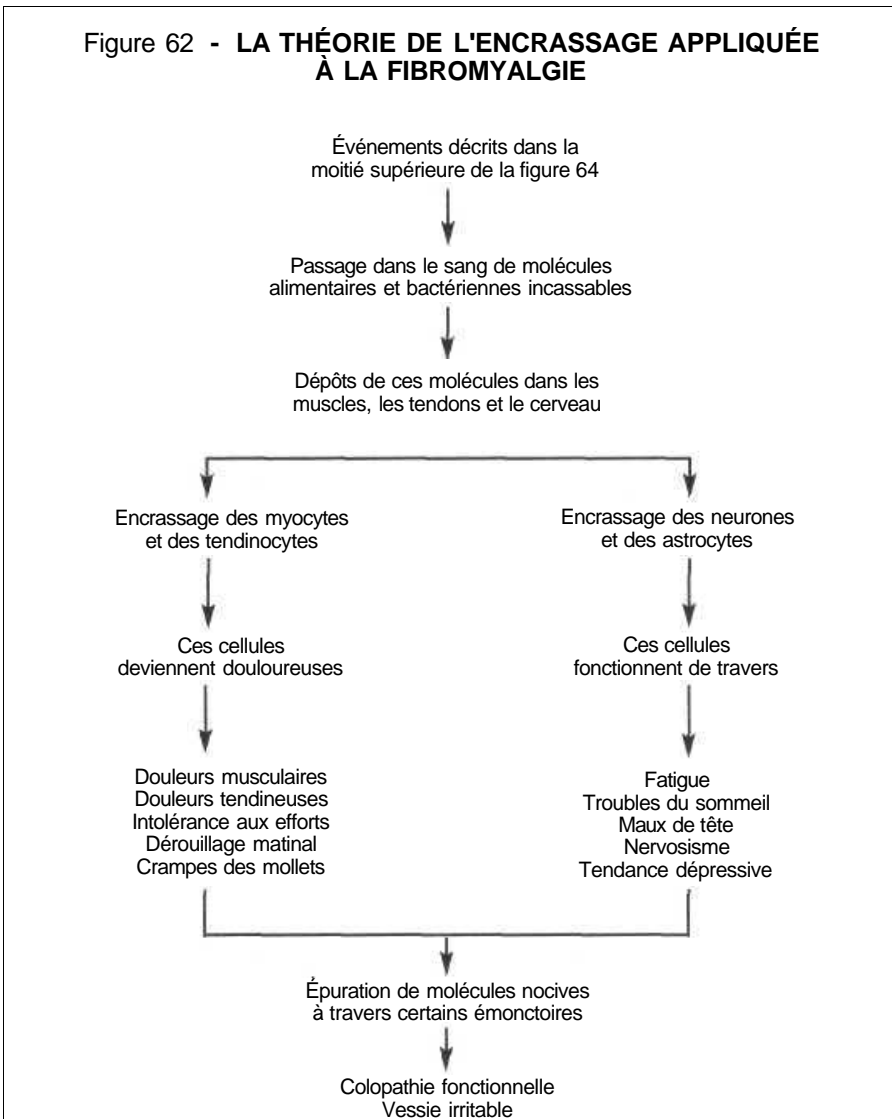 Figure 62 - LA THÉORIE DE L'ENCRASSAGE APPLIQUÉE
À LA FIBROMYALGIE
Événements décrits dans la
moitié supérieure de la figure 64
Passage dans le sang de molécules
alimentaires et bactériennes incassables
Dépôts de ces molécules dans les
muscles, les tendons et le cerveau
Encrassage des myocytes
et des tendinocytes
Ces cellules
deviennent douloureuses
Douleurs musculaires
Douleurs tendineuses
Intolérance aux efforts
Dérouillage matinal
Crampes des mollets
Encrassage des neurones
et des astrocytes
Ces cellules
fonctionnent de travers
Fatigue
Troubles du sommeil
Maux de tête
Nervosisme
Tendance dépressive
Épuration de molécules nocives
à travers certains émonctoires
Colopathie fonctionnelle
Vessie irritable